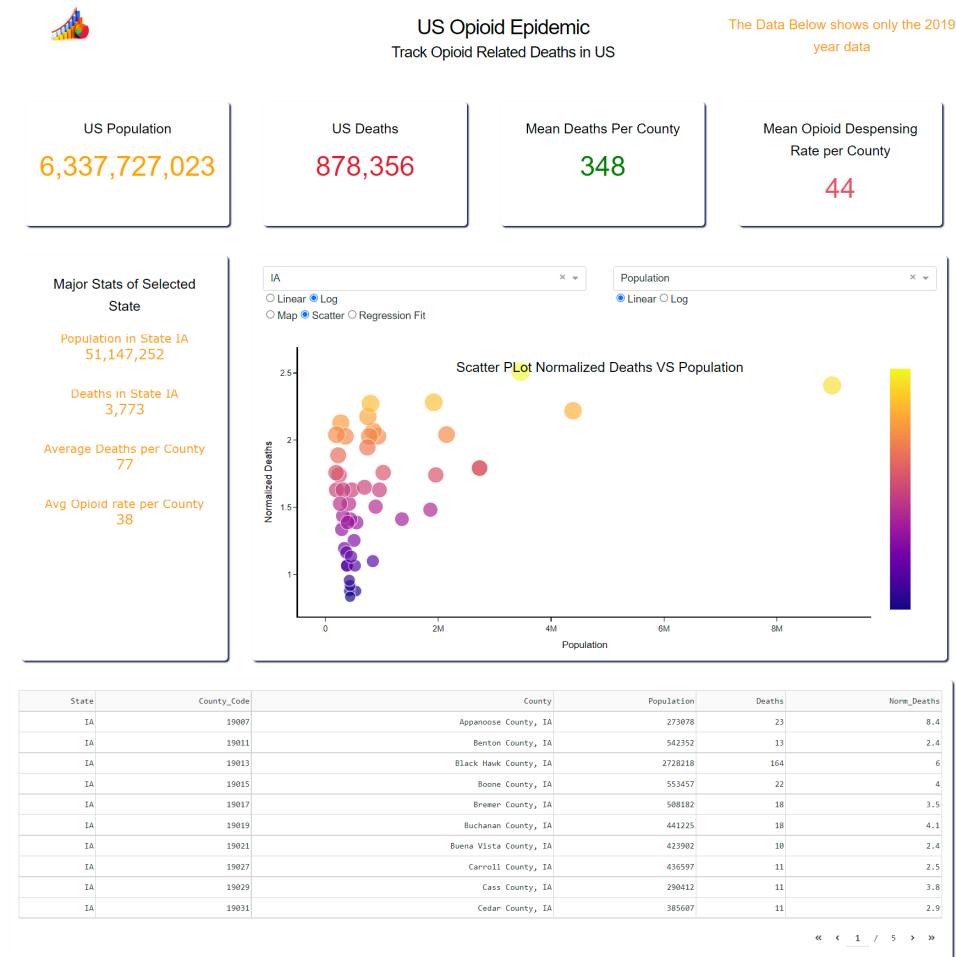 US Opioid Epidemic
Track Opioid Related Deaths in US
The Data Below shows only the 2019
year data
US Population
6,337,727,023
US Deaths
878,356
Mean Deaths Per County
348
Mean Opioid Despensing
Rate per County
44
Major Stats of Selected
State
Population in State IA
51,147,252
Deaths in State IA
3,773
Average Deaths per County
77
Avg Opioid rate per County
38
IA × 
Linear Log
Map Scatter Regression Fit
Population ×
Linear Log
Scatter PLot Normalized Deaths VS Population
Normalized Deaths
2.5
2
1.5
1
0 2M 4M 6M 8M
Population
State County_Code County Population Deaths Norm_Deaths
IA 19007 Appanoose County, IA 273078 23 8.4
IA 19011 Benton County, IA 542352 13 2.4
IA 19013 Black Hawk County, IA 2728218 164 6
IA 19015 Boone County, IA 553457 22 4
IA 19017 Bremer County, IA 508182 18 3.5
IA 19019 Buchanan County, IA 441225 18 4.1
IA 19021 Buena Vista County, IA 423902 10 2.4
IA 19027 Carroll County, IA 436597 11 2.5
IA 19029 Cass County, IA 290412 11 3.8
IA 19031 Cedar County, IA 385607 11 2.9
« ‹ 1 / 5 › »